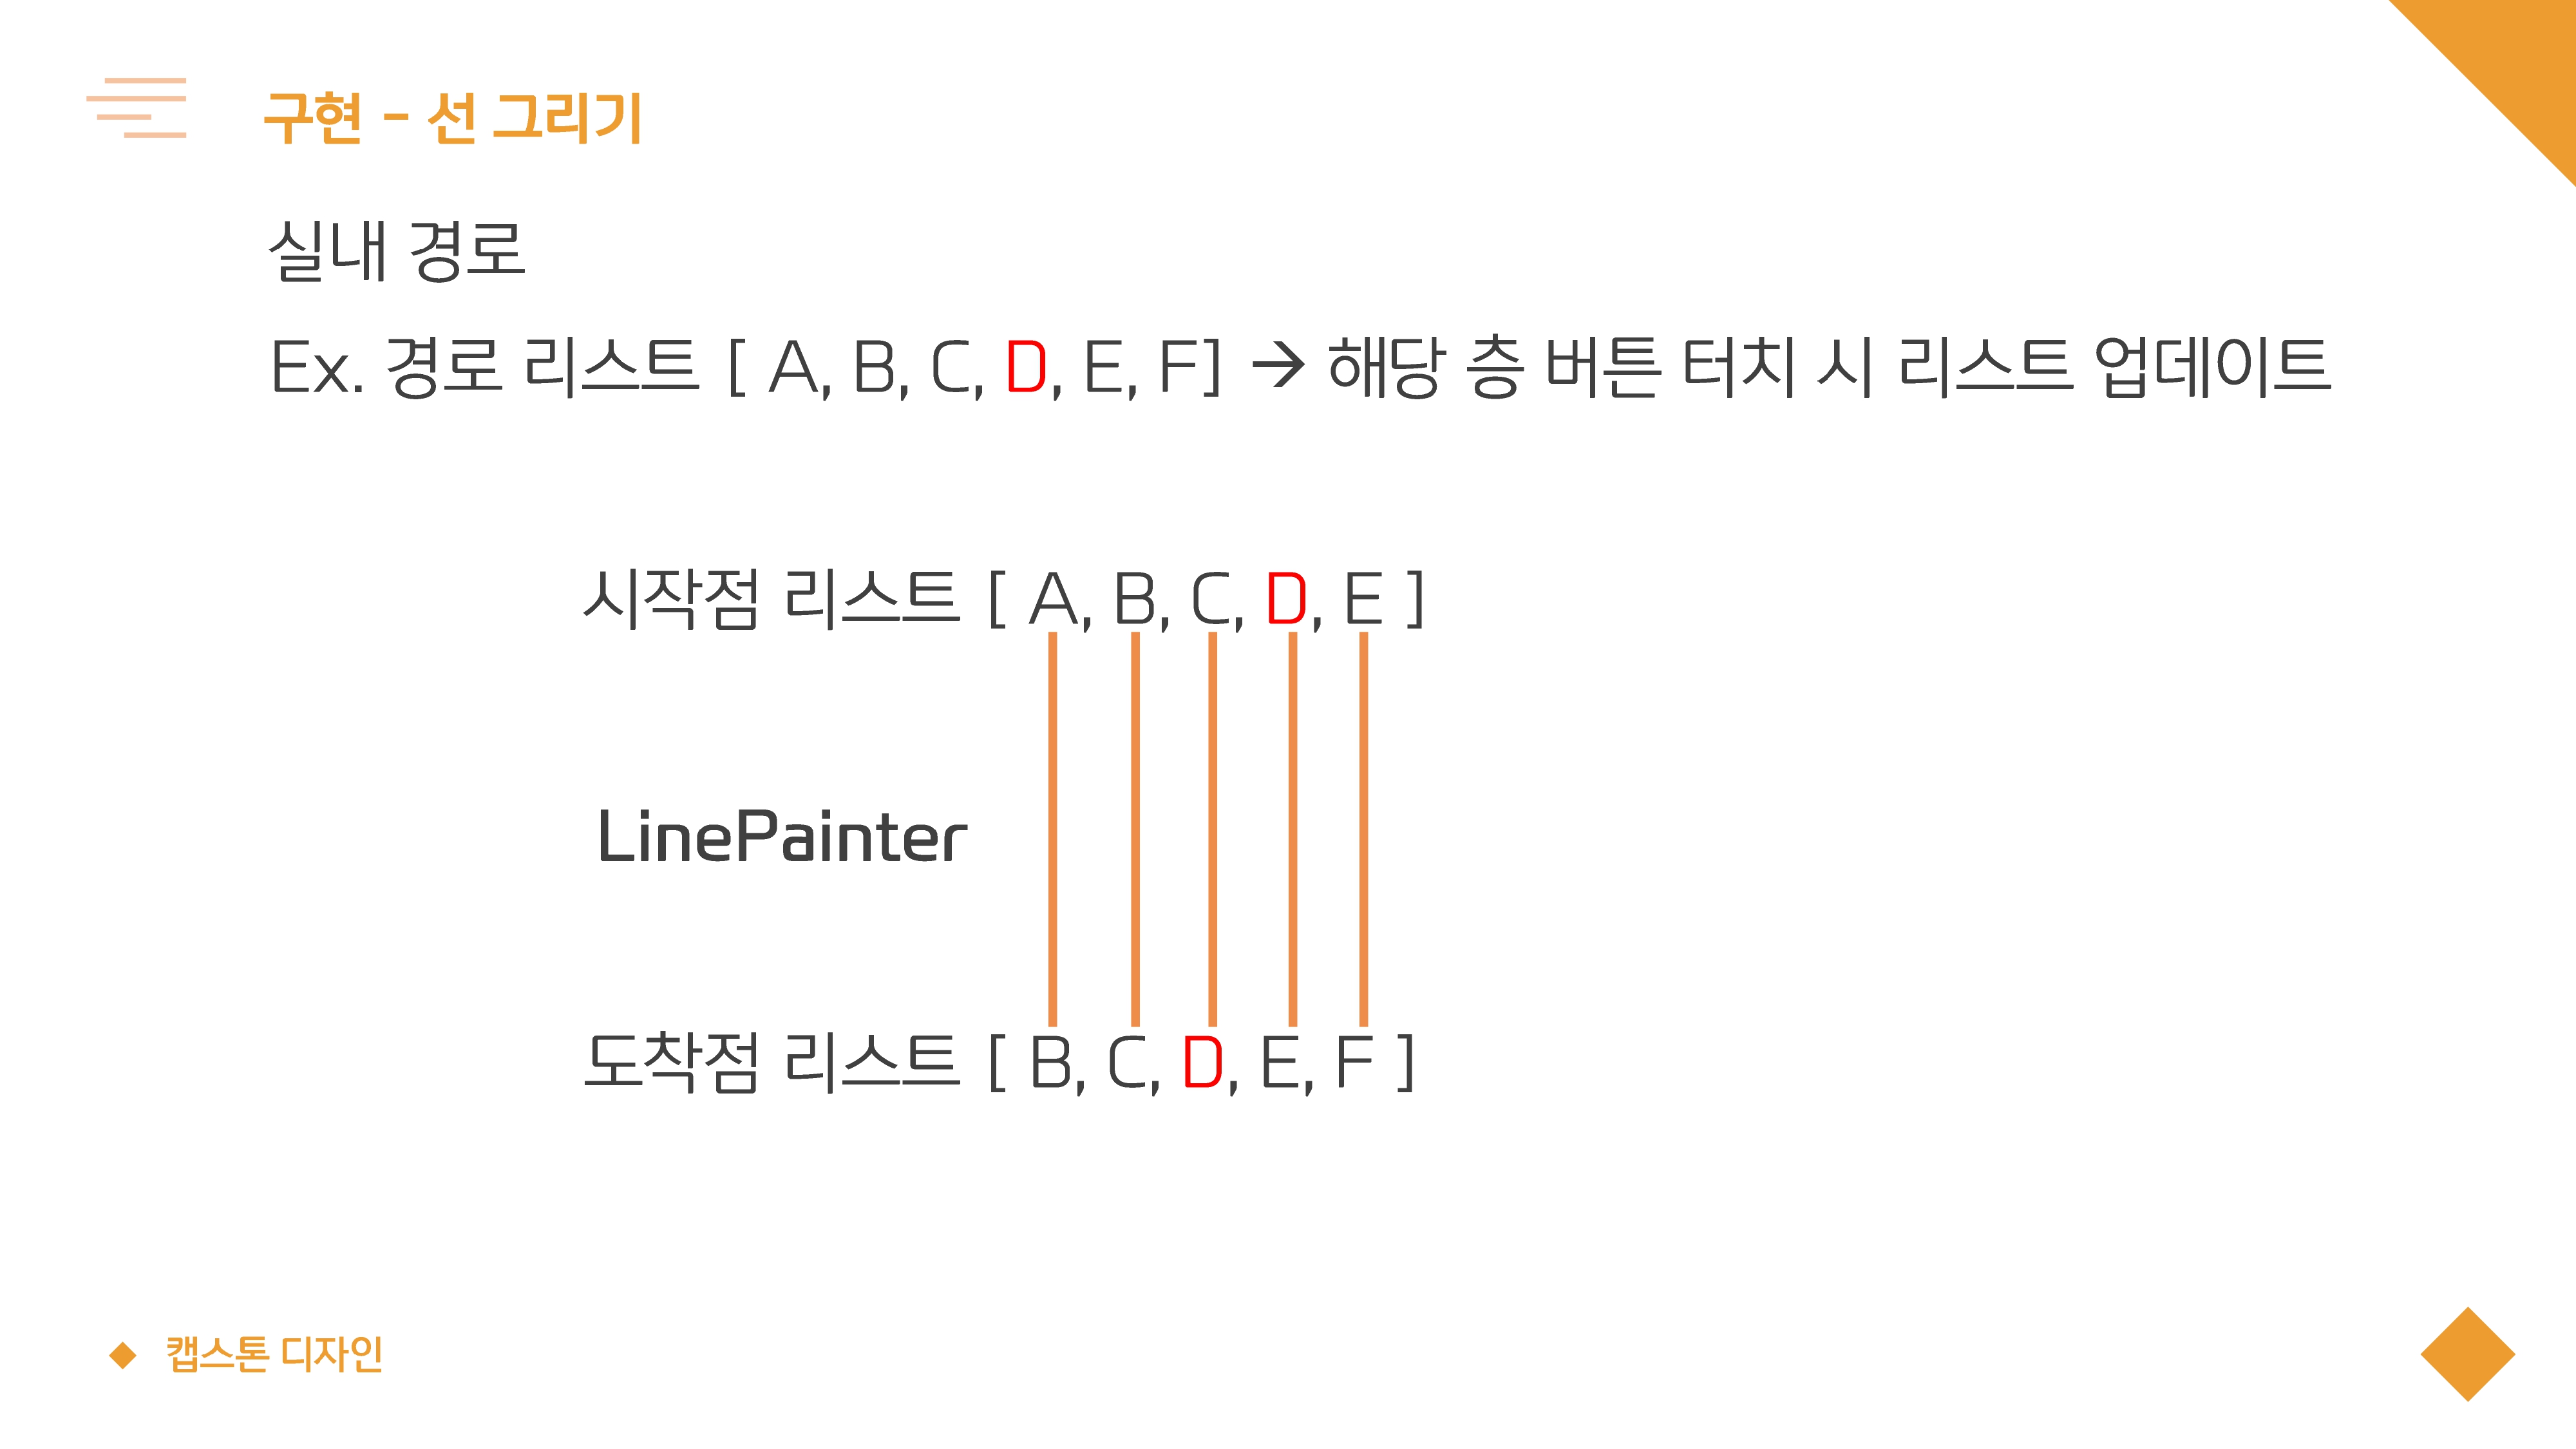 구현 - 선 그리기
실내 경로
Ex. 경로 리스트 [ A, B, C, D, E, F] → 해당 층 버튼 터치 시 리스트 업데이트
시작점 리스트 [ A, B, C, D, E ]
LinePainter
도착점 리스트 [ B, C, D, E, F ]
캡스톤 디자인